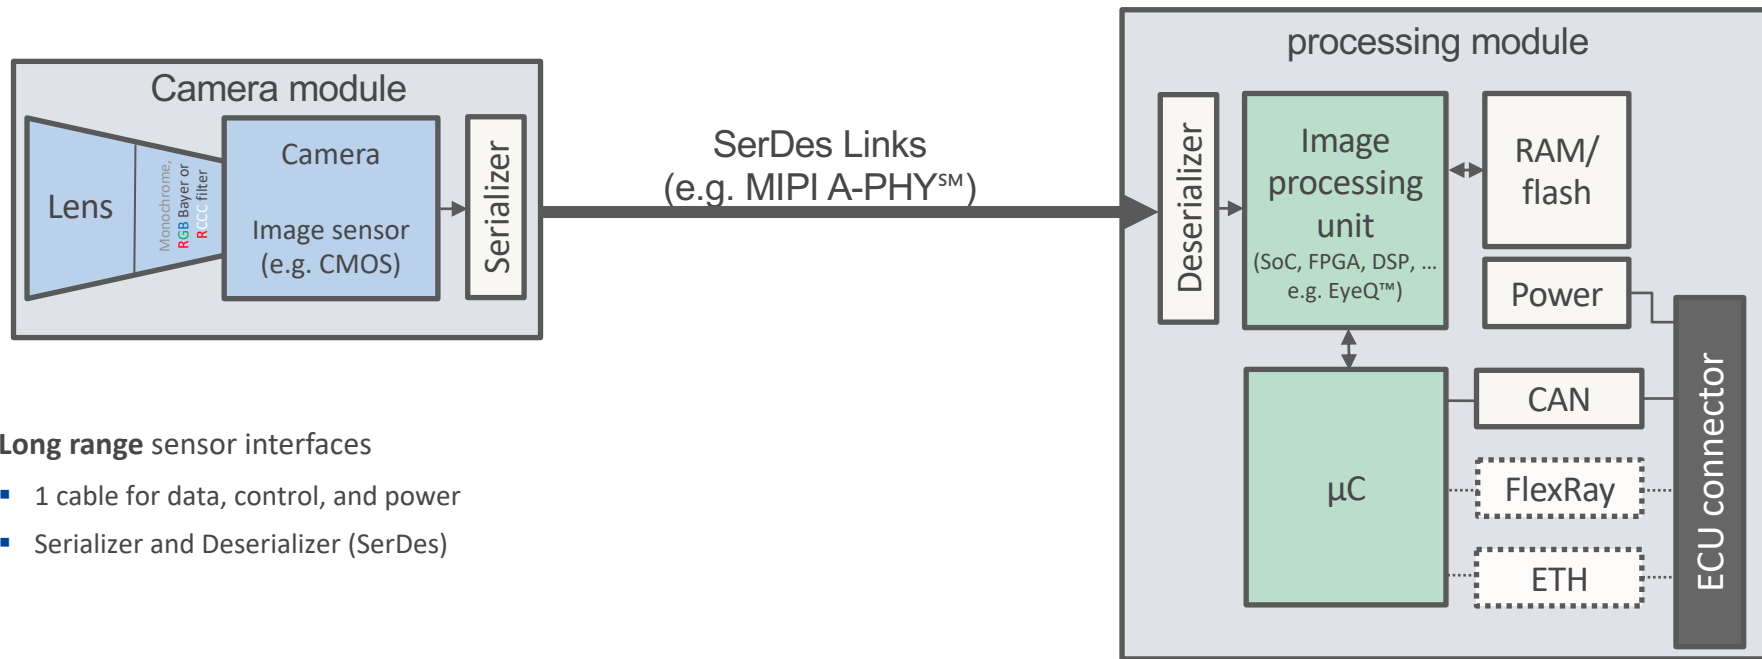 Camera module
Lens
Monochrome,
RGB Bayer or
RCCC filter
Camera
Image sensor
(e.g. CMOS)
Serializer
SerDes Links
(e.g. MIPI A-PHY℠)
processing module
Deserializer
Image
processing
unit
(SoC, FPGA, DSP, ...
e.g. EyeQ™)
RAM/
flash
Power
µC
CAN
FlexRay
ETH
ECU connector
Long range sensor interfaces
▪ 1 cable for data, control, and power
▪ Serializer and Deserializer (SerDes)